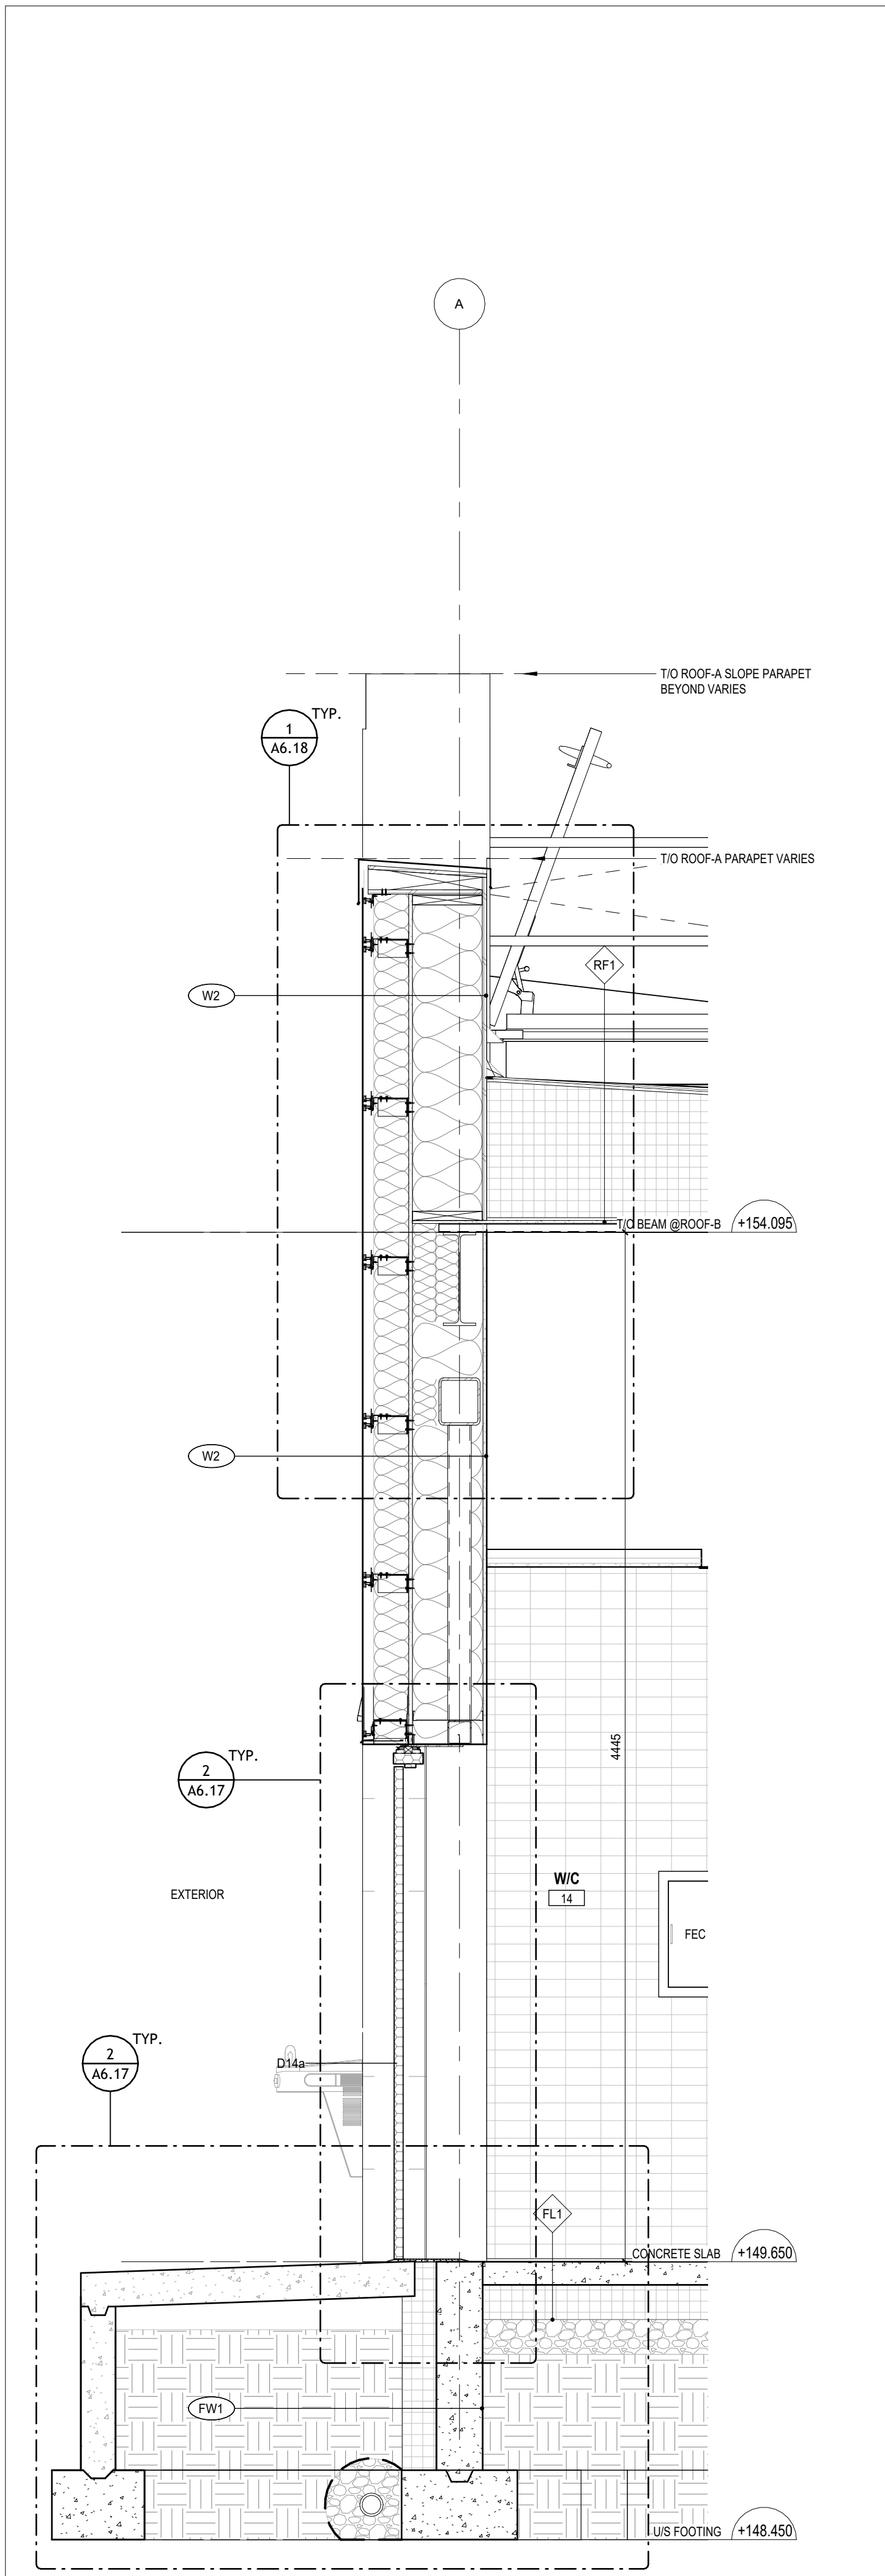 A
T/O ROOF-A SLOPE PARAPET
BEYOND VARIES
1
TYP.
A6.18
T/O ROOF-A PARAPET VARIES
RF1
W2
T/O BEAM @ROOF-B
+154.095
W2
4445
2
TYP.
A6.17
W/C
14
EXTERIOR
FEC
2
TYP.
A6.17
D14a
FL1
CONCRETE SLAB
+149.650
FW1
U/S FOOTING
+148.450